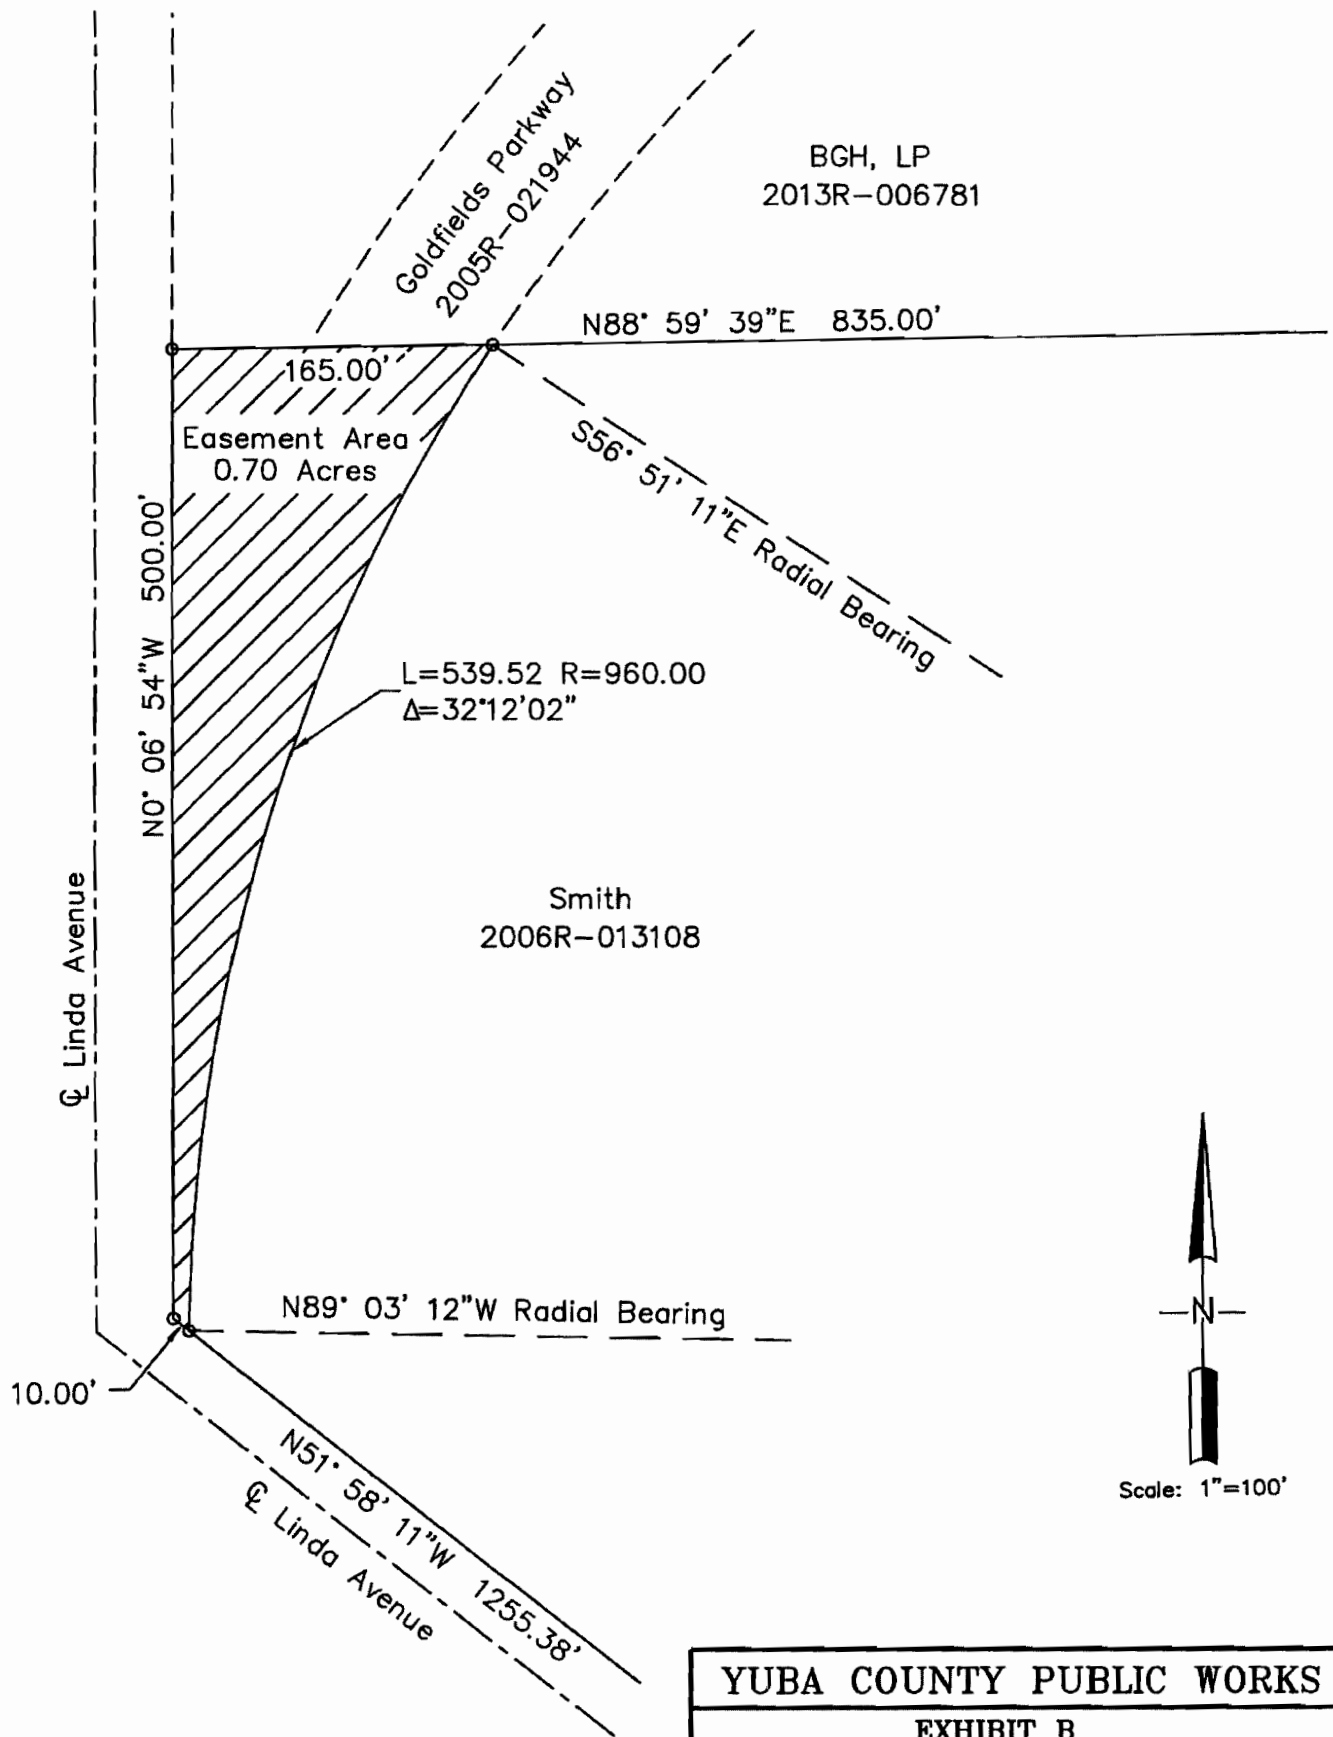 Goldfields Parkway
2005R-021944
BGH, LP
2013R-006781
N88° 59' 39"E 835.00'
165.00'
Easement Area
0.70 Acres
S56° 51' 11"E Radial Bearing
N0° 06' 54"W 500.00'
L=539.52 R=960.00
Δ=32°12'02"
℄ Linda Avenue
Smith
2006R-013108
N89° 03' 12"W Radial Bearing
10.00'
N
N51° 58' 11"W 1255.38'
℄ Linda Avenue
Scale: 1"=100'
YUBA COUNTY PUBLIC WORKS
EXHIBIT B